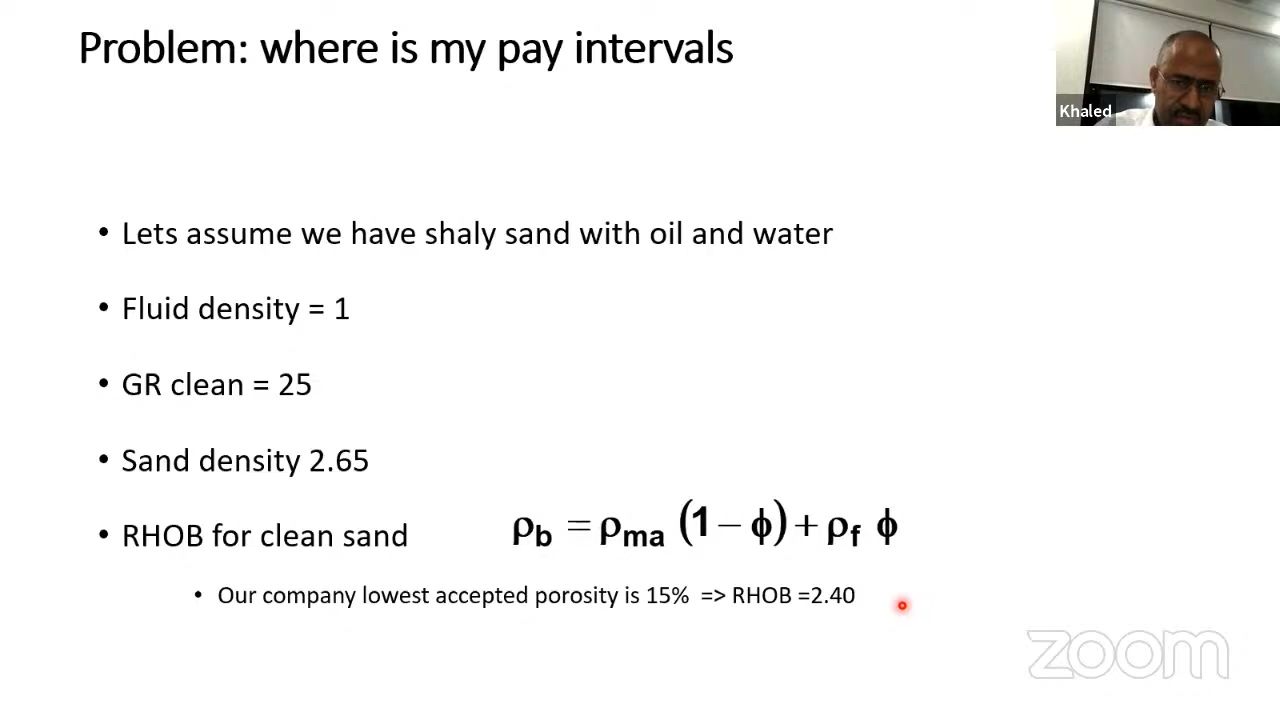 Problem: where is my pay intervals
Khaled
• Lets assume we have shaly sand with oil and water
• Fluid density = 1
• GR clean = 25
• Sand density 2.65
• RHOB for clean sand
ρb = ρma (1 − ϕ) + ρf ϕ
• Our company lowest accepted porosity is 15% => RHOB =2.40
zoom